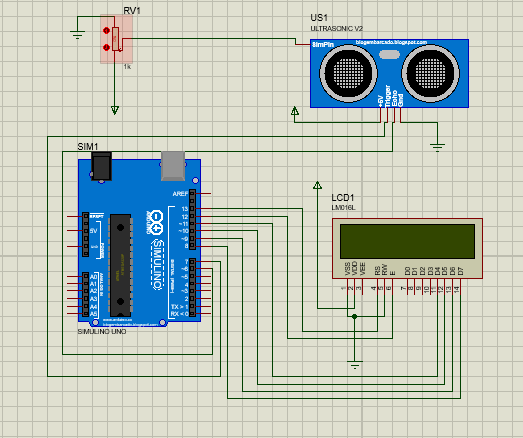 RV1
1k
US1
ULTRASONIC V2
blogembarcado.blogspot.com
SimPin
+5V
Trigger
Echo
Gnd
SIM1
AREF
13
12
~11
~10
~9
8
7
~6
~5
4
~3
2
TX > 1
RX < 0
RESET
5V
A0
A1
A2
A3
A4
A5
ARDUINO
SIMULINO
SIMULINO UNO
LCD1
LM016L
VSS
VDD
VEE
RS
RW
E
D0
D1
D2
D3
D4
D5
D6
D7
1
2
3
4
5
6
7
8
9
10
11
12
13
14